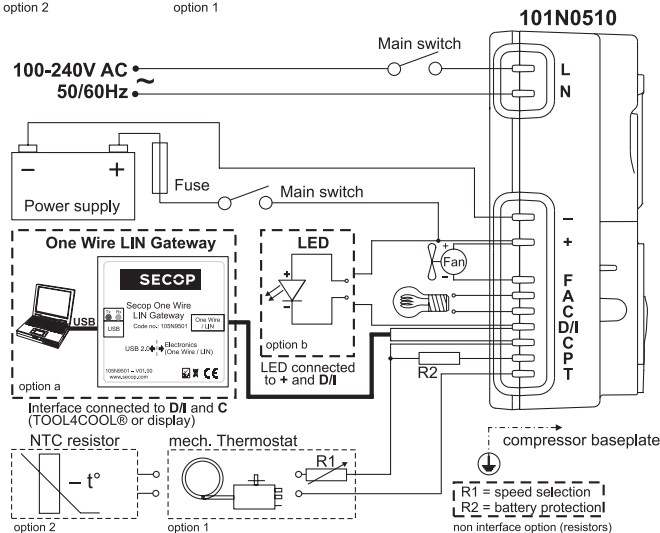 option 2
option 1
101N0510
Main switch
100-240V AC
~
50/60Hz
L
N
– +
Power supply
Fuse
Main switch
–
+
F
A
C
D/I
C
P
T
One Wire LIN Gateway
USB
SECOP
Tx Rx
USB
Secop One Wire
LIN Gateway
Code no.: 105N9501
One Wire
/ LIN
USB 2.0
Electronics
(One Wire / LIN)
105N9501 – V01.00
www.secop.com
CE
option a
LED
+
–
option b
LED connected
to + and D/I
+
Fan
–
R2
Interface connected to D/I and C
(TOOL4COOL® or display)
NTC resistor
– t°
option 2
mech. Thermostat
R1
option 1
compressor baseplate
R1 = speed selection
R2 = battery protection
non interface option (resistors)